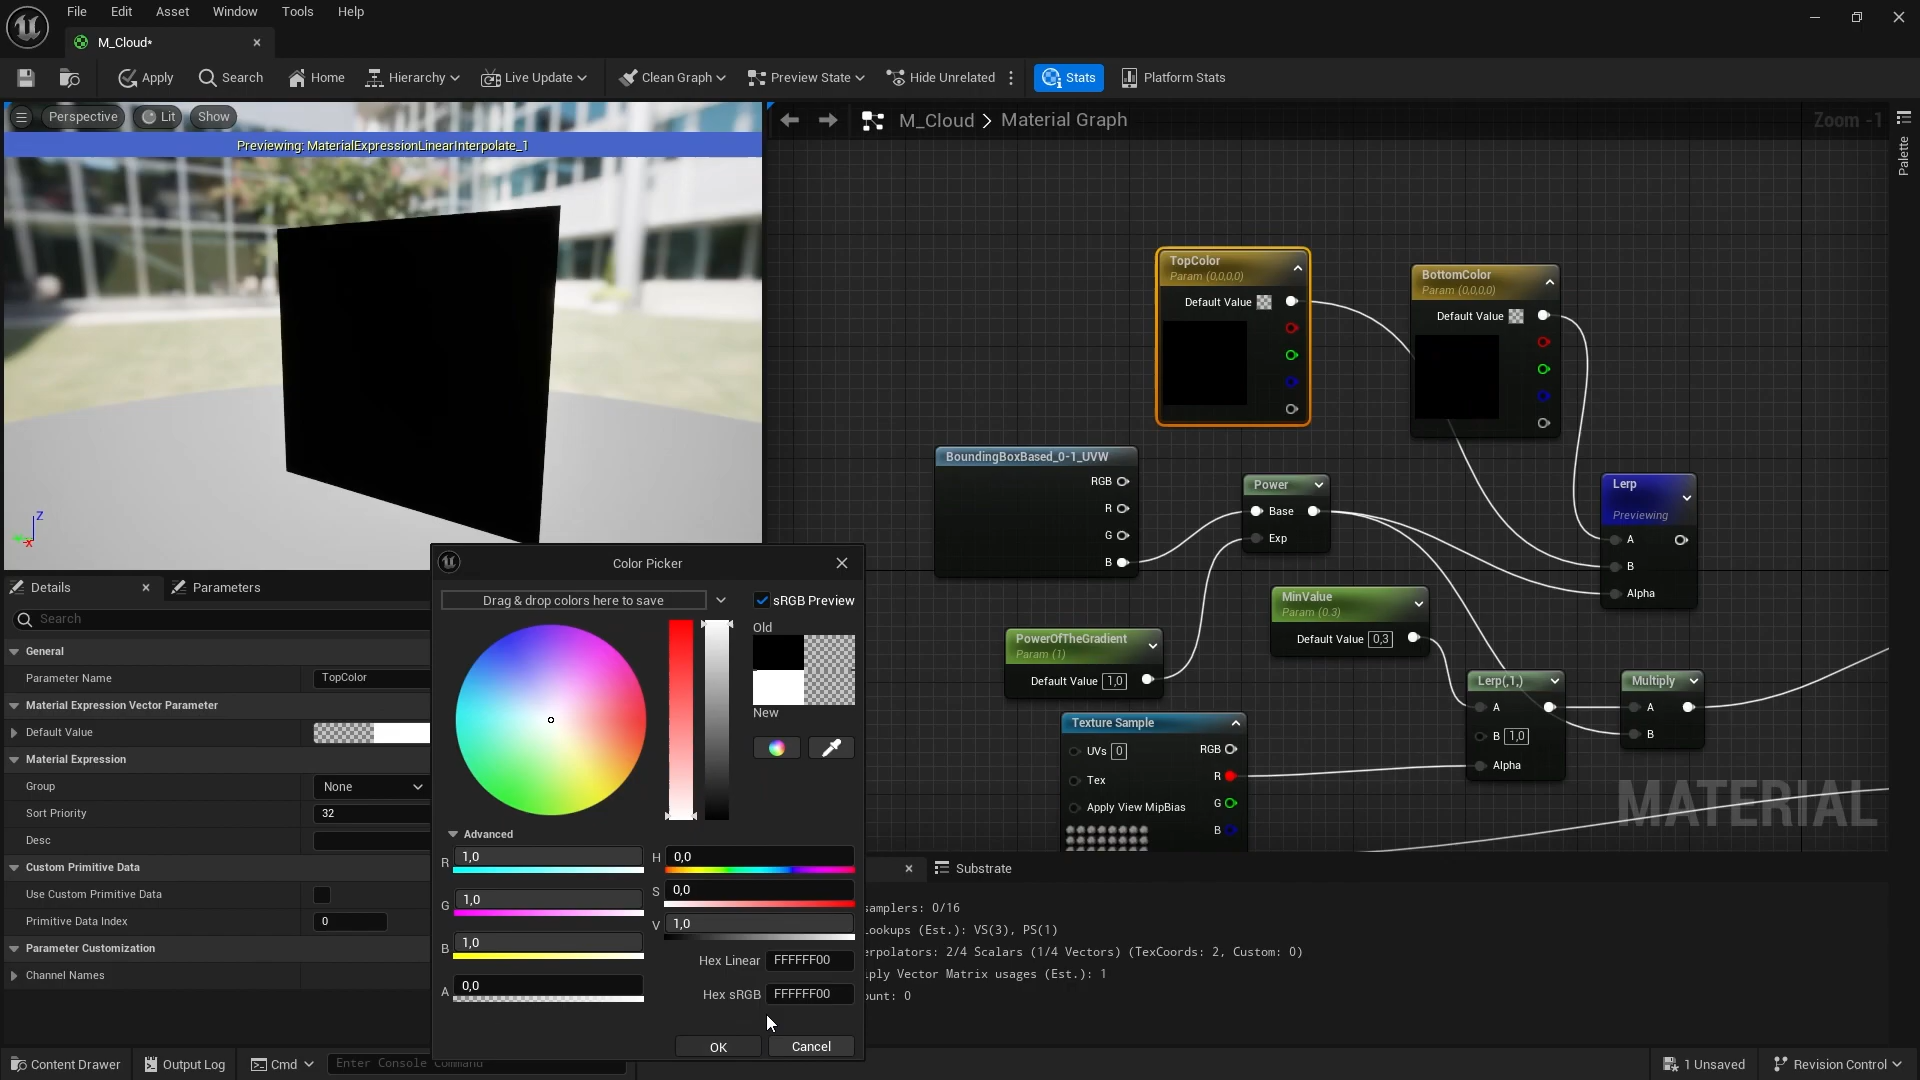 File Edit Asset Window Tools Help
M_Cloud*
Apply Search Home Hierarchy Live Update Clean Graph Preview State Hide Unrelated Stats Platform Stats
Perspective Lit Show
Previewing: MaterialExpressionLinearInterpolate_1
M_Cloud > Material Graph
Zoom -1
Palette
TopColor
Param (0,0,0,0)
Default Value
BottomColor
Param (0,0,0,0)
Default Value
BoundingBoxBased_0-1_UVW
RGB
R
G
B
Power
Base
Exp
Lerp
Previewing
A
B
Alpha
MinValue
Param (0.3)
Default Value 0,3
PowerOfTheGradient
Param (1)
Default Value 1,0
Lerp(,1,)
A
B 1,0
Alpha
Multiply
A
B
Texture Sample
UVs 0 RGB
Tex R
Apply View MipBias G
B
MATERIAL
Z
X
Details Parameters
Search
General
Parameter Name TopColor
Material Expression Vector Parameter
Default Value
Material Expression
Group None
Sort Priority 32
Desc
Custom Primitive Data
Use Custom Primitive Data
Primitive Data Index 0
Parameter Customization
Channel Names
Color Picker
Drag & drop colors here to save
sRGB Preview
Old
New
Advanced
R 1,0 H 0,0
G 1,0 S 0,0
B 1,0 V 1,0
A 0,0
Hex Linear FFFFFF00
Hex sRGB FFFFFF00
OK Cancel
Substrate
samplers: 0/16
ookups (Est.): VS(3), PS(1)
erpolators: 2/4 Scalars (1/4 Vectors) (TexCoords: 2, Custom: 0)
ply Vector Matrix usages (Est.): 1
ount: 0
Content Drawer Output Log Cmd Enter Console Command 1 Unsaved Revision Control